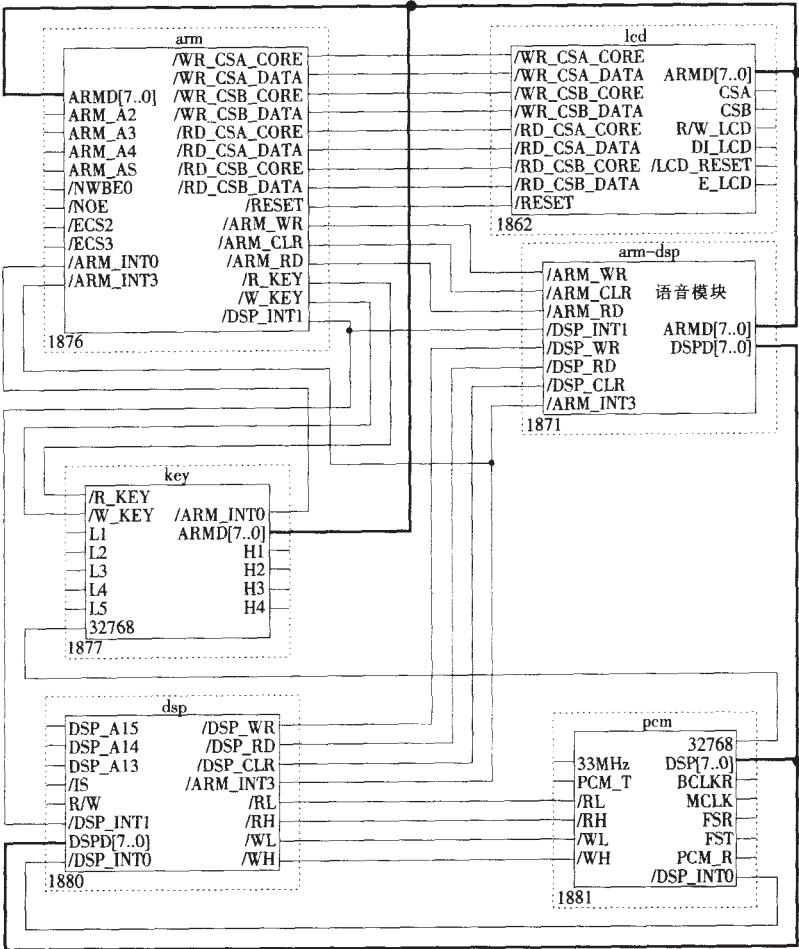 arm
/WR_CSA_CORE
/WR_CSA_DATA
ARMD[7..0] /WR_CSB_CORE
ARM_A2 /WR_CSB_DATA
ARM_A3 /RD_CSA_CORE
ARM_A4 /RD_CSA_DATA
ARM_AS /RD_CSB_CORE
/NWBE0 /RD_CSB_DATA
/NOE /RESET
/ECS2 /ARM_WR
/ECS3 /ARM_CLR
/ARM_INT0 /ARM_RD
/ARM_INT3 /R_KEY
/W_KEY
/DSP_INT1
1876
lcd
/WR_CSA_CORE
/WR_CSA_DATA ARMD[7..0]
/WR_CSB_CORE CSA
/WR_CSB_DATA CSB
/RD_CSA_CORE R/W_LCD
/RD_CSA_DATA DI_LCD
/RD_CSB_CORE /LCD_RESET
/RD_CSB_DATA E_LCD
/RESET
1862
arm-dsp
/ARM_WR
/ARM_CLR 语音模块
/ARM_RD
/DSP_INT1 ARMD[7..0]
/DSP_WR DSPD[7..0]
/DSP_RD
/DSP_CLR
/ARM_INT3
1871
key
/R_KEY
/W_KEY /ARM_INT0
L1 ARMD[7..0]
L2 H1
L3 H2
L4 H3
L5 H4
32768
1877
dsp
DSP_A15 /DSP_WR
DSP_A14 /DSP_RD
DSP_A13 /DSP_CLR
/IS /ARM_INT3
R/W /RL
/DSP_INT1 /RH
DSPD[7..0] /WL
/DSP_INT0 /WH
1880
pcm
32768
33MHz DSP[7..0]
PCM_T BCLKR
/RL MCLK
/RH FSR
/WL FST
/WH PCM_R
/DSP_INT0
1881